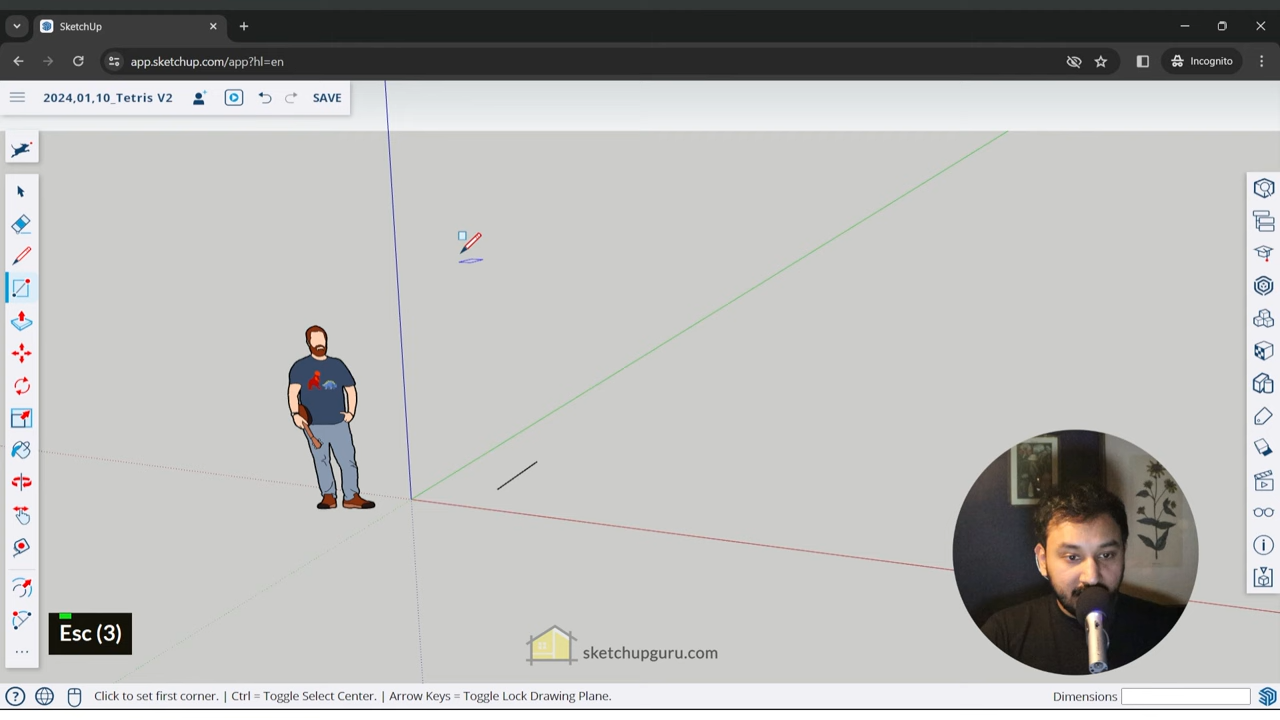 SketchUp
app.sketchup.com/app?hl=en
Incognito
2024,01,10_Tetris V2
SAVE
Esc (3)
sketchupguru.com
Click to set first corner. | Ctrl = Toggle Select Center. | Arrow Keys = Toggle Lock Drawing Plane.
Dimensions